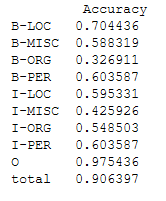 Accuracy
B-LOC 0.704436
B-MISC 0.588319
B-ORG 0.326911
B-PER 0.603587
I-LOC 0.595331
I-MISC 0.425926
I-ORG 0.548503
I-PER 0.603587
O 0.975436
total 0.906397